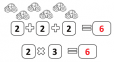 2 + 2 + 2 = 6
2 × 3 = 6